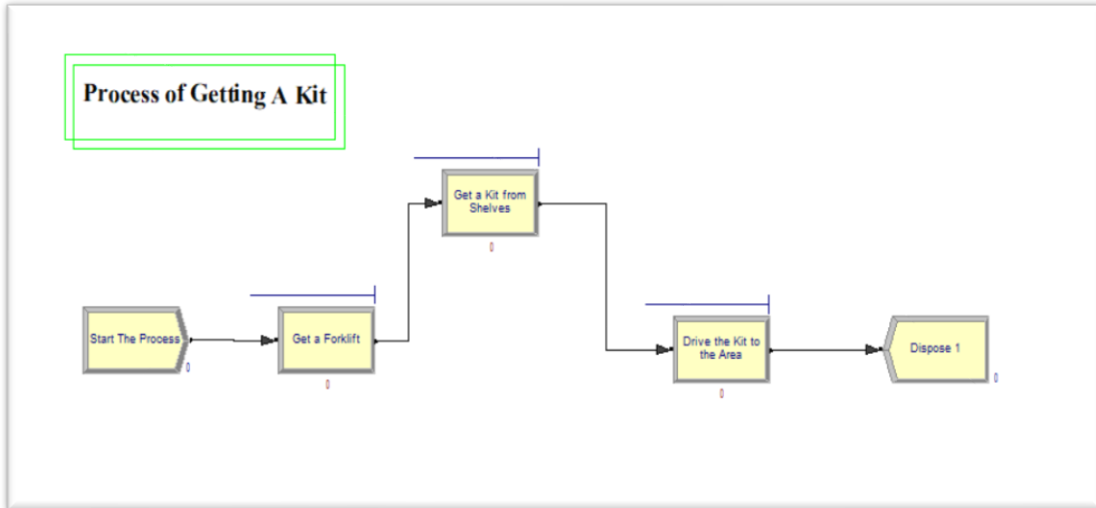 Process of Getting A Kit
Get a Kit from
Shelves
0
Start The Process
0
Get a Forklift
0
Drive the Kit to
the Area
0
Dispose 1
0